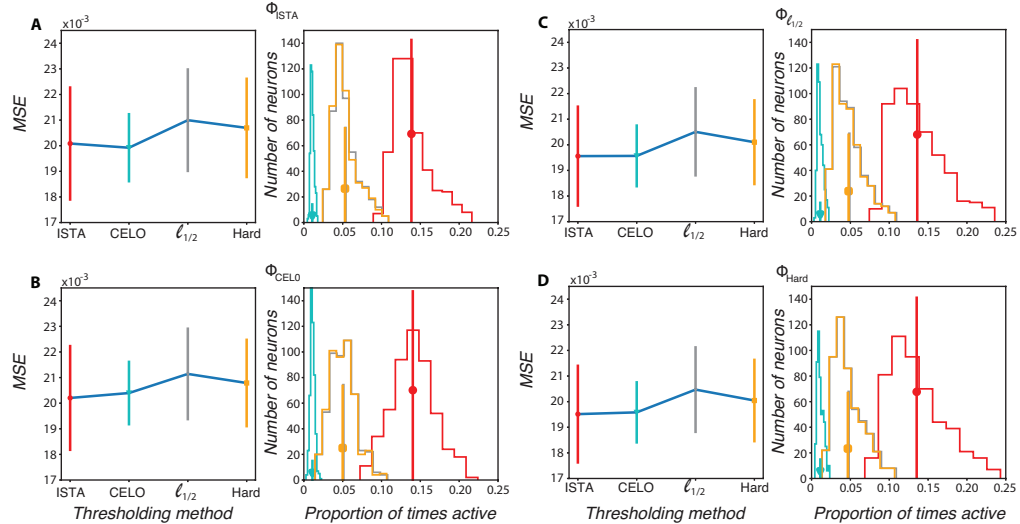 A
x10⁻³
MSE
24
23
22
21
20
19
18
17
ISTA CELO ℓ1/2 Hard
ΦISTA
Number of neurons
140
120
100
80
60
40
20
0
0.00 0.05 0.10 0.15 0.20 0.25
C
x10⁻³
MSE
24
23
22
21
20
19
18
17
ISTA CELO ℓ1/2 Hard
Φℓ1/2
Number of neurons
140
120
100
80
60
40
20
0
0.00 0.05 0.10 0.15 0.20 0.25
B
x10⁻³
MSE
24
23
22
21
20
19
18
17
ISTA CELO ℓ1/2 Hard
Thresholding method
ΦCEL0
Number of neurons
140
120
100
80
60
40
20
0
0.00 0.05 0.10 0.15 0.20 0.25
Proportion of times active
D
x10⁻³
MSE
24
23
22
21
20
19
18
17
ISTA CELO ℓ1/2 Hard
Thresholding method
ΦHard
Number of neurons
140
120
100
80
60
40
20
0
0.00 0.05 0.10 0.15 0.20 0.25
Proportion of times active